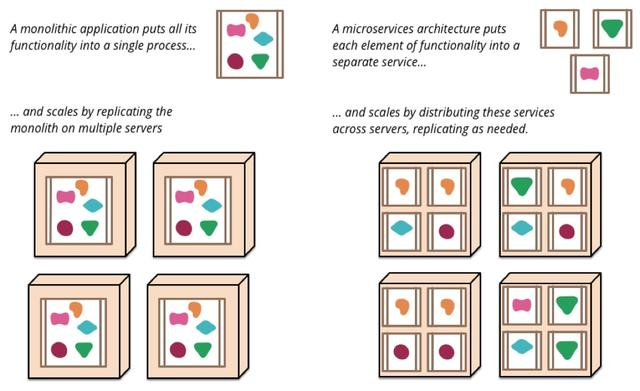 A monolithic application puts all its
functionality into a single process...
... and scales by replicating the
monolith on multiple servers
A microservices architecture puts
each element of functionality into a
separate service...
... and scales by distributing these services
across servers, replicating as needed.